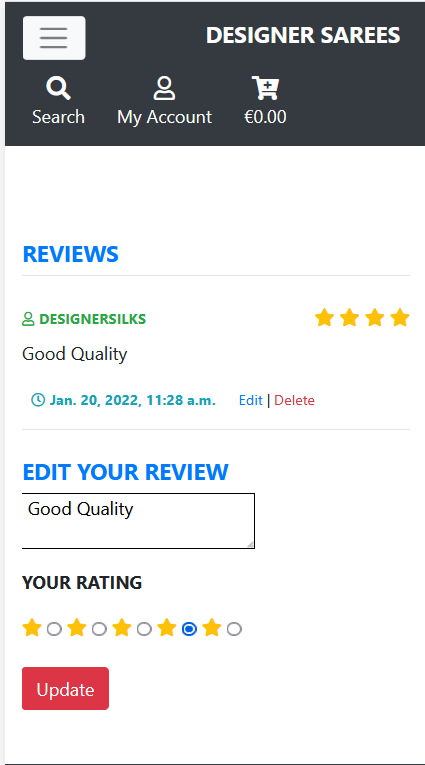 DESIGNER SAREES
Search My Account €0.00
REVIEWS
DESIGNERSILKS
Good Quality
Jan. 20, 2022, 11:28 a.m. Edit | Delete
EDIT YOUR REVIEW
Good Quality
YOUR RATING
Update